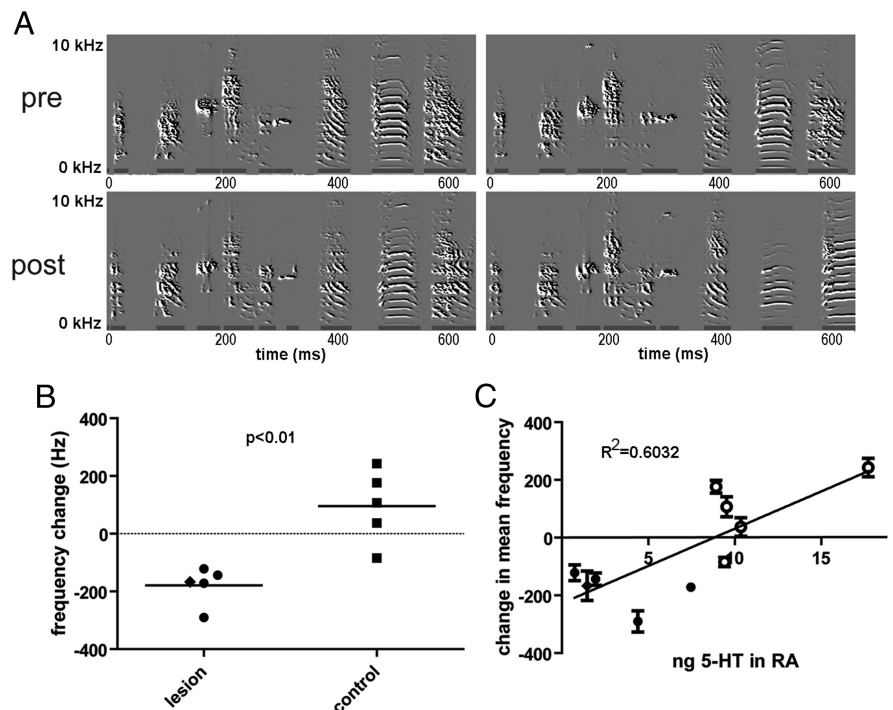 A
pre
10 kHz
0 kHz
0 200 400 600
0 200 400 600
post
10 kHz
0 kHz
0 200 400 600
0 200 400 600
time (ms)
time (ms)
B
frequency change (Hz)
400
200
0
-200
-400
p<0.01
lesion
control
C
change in mean frequency
400
200
0
-200
-400
R2=0.6032
5 10 15
ng 5-HT in RA